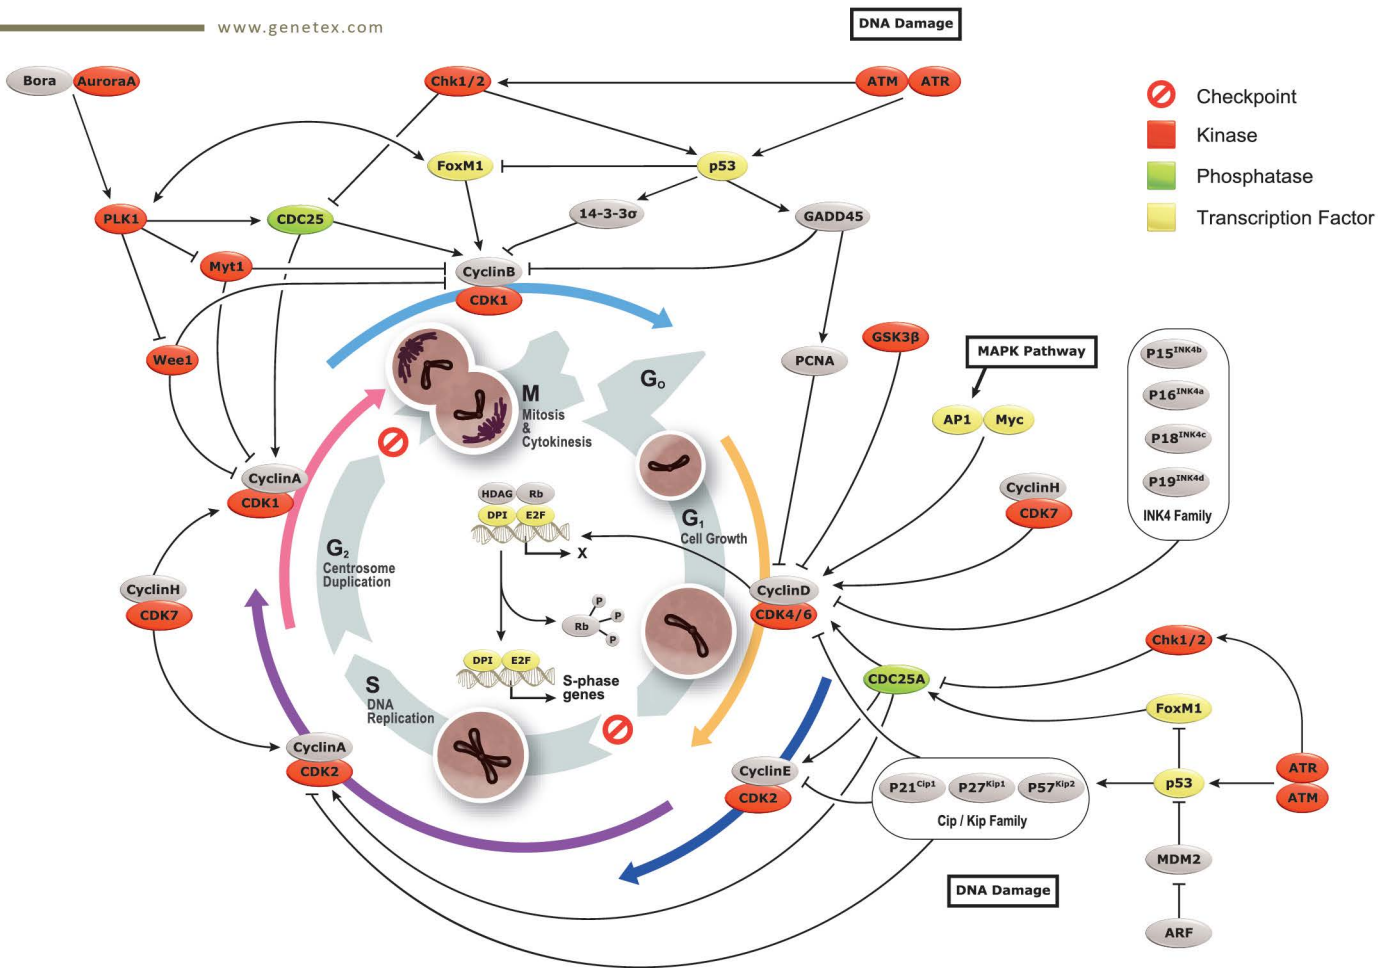 www.genetex.com
DNA Damage
Bora
AuroraA
Chk1/2
ATM
ATR
Checkpoint
Kinase
Phosphatase
Transcription Factor
FoxM1
p53
PLK1
CDC25
14-3-3σ
GADD45
Myt1
CyclinB
CDK1
Wee1
PCNA
GSK3β
MAPK Pathway
AP1
Myc
P15INK4b
P16INK4a
P18INK4c
P19INK4d
INK4 Family
M
Mitosis
&
Cytokinesis
G0
CyclinA
CDK1
HDAG
Rb
DPI
E2F
X
G1
Cell Growth
CyclinH
CDK7
G2
Centrosome
Duplication
CyclinH
CDK7
CyclinD
CDK4/6
Rb
P
P
P
DPI
E2F
S-phase
genes
S
DNA
Replication
Chk1/2
CDC25A
FoxM1
CyclinA
CDK2
CyclinE
CDK2
P21Cip1
P27Kip1
P57Kip2
Cip / Kip Family
p53
ATR
ATM
MDM2
DNA Damage
ARF